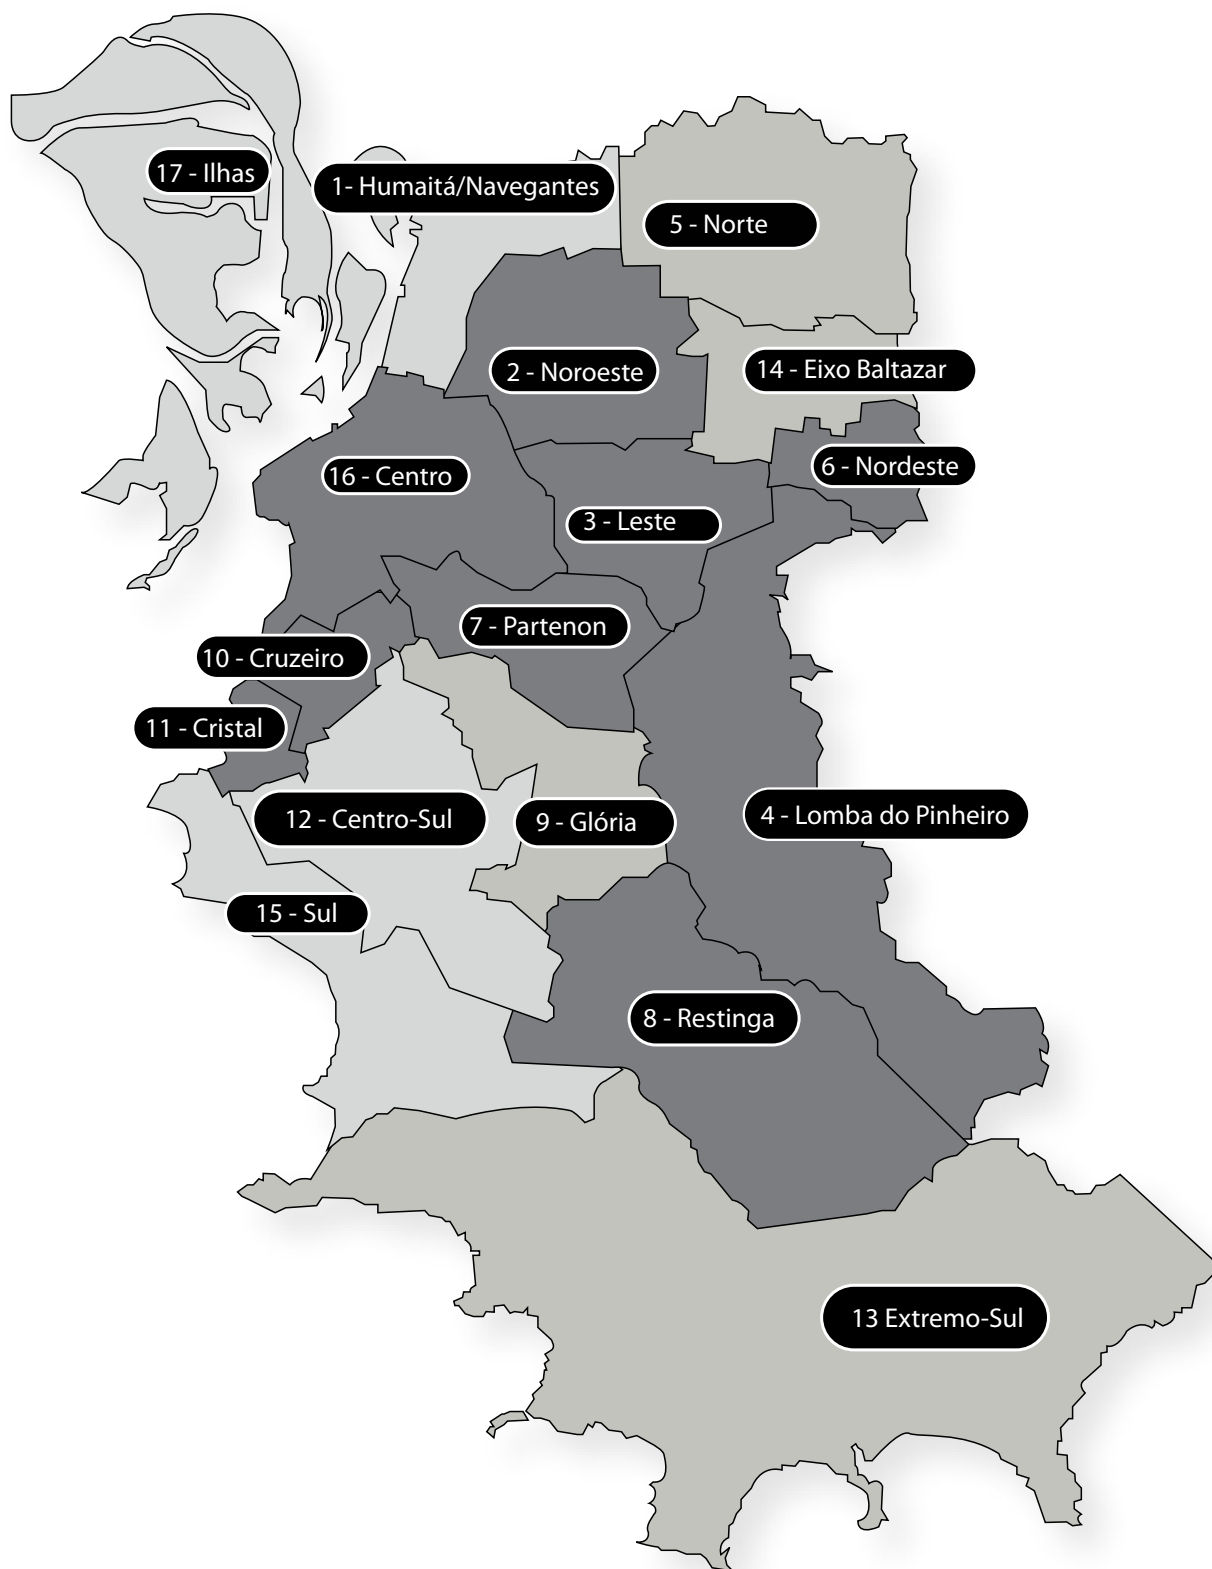 17 - Ilhas
1- Humaitá/Navegantes
5 - Norte
2 - Noroeste
14 - Eixo Baltazar
16 - Centro
6 - Nordeste
3 - Leste
7 - Partenon
10 - Cruzeiro
11 - Cristal
12 - Centro-Sul
9 - Glória
4 - Lomba do Pinheiro
15 - Sul
8 - Restinga
13 Extremo-Sul